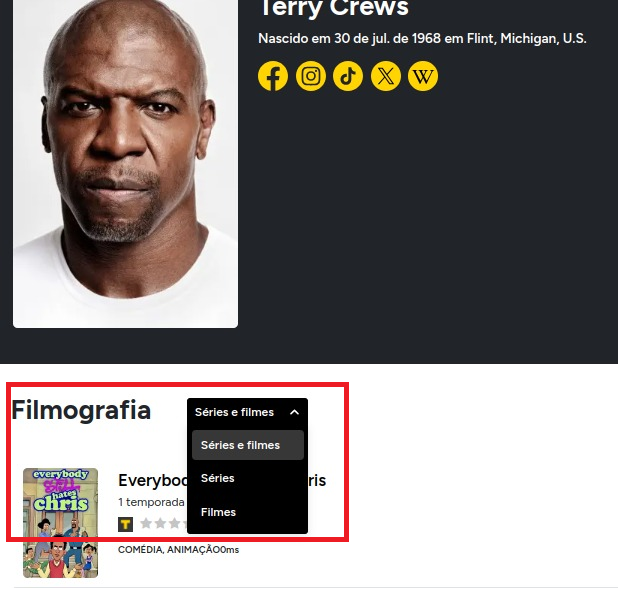 Terry Crews
Nascido em 30 de jul. de 1968 em Flint, Michigan, U.S.
Filmografia
Séries e filmes
Séries e filmes
Séries
Filmes
everybody
still
hates
chris
Everybo
ris
1 temporada
T
COMÉDIA, ANIMAÇÃO0ms